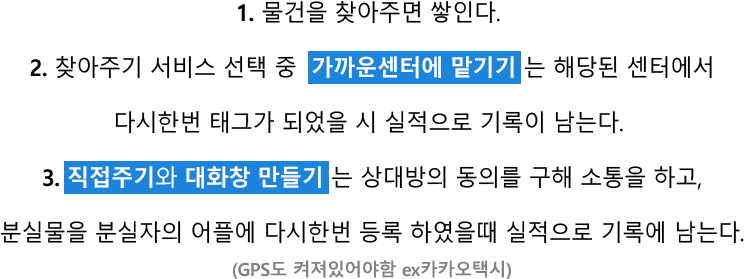 1. 물건을 찾아주면 쌓인다.
2. 찾아주기 서비스 선택 중 가까운센터에 맡기기 는 해당된 센터에서
다시한번 태그가 되었을 시 실적으로 기록이 남는다.
3. 직접주기와 대화창 만들기 는 상대방의 동의를 구해 소통을 하고,
분실물을 분실자의 어플에 다시한번 등록 하였을때 실적으로 기록에 남는다.
(GPS도 켜져있어야함 ex카카오택시)